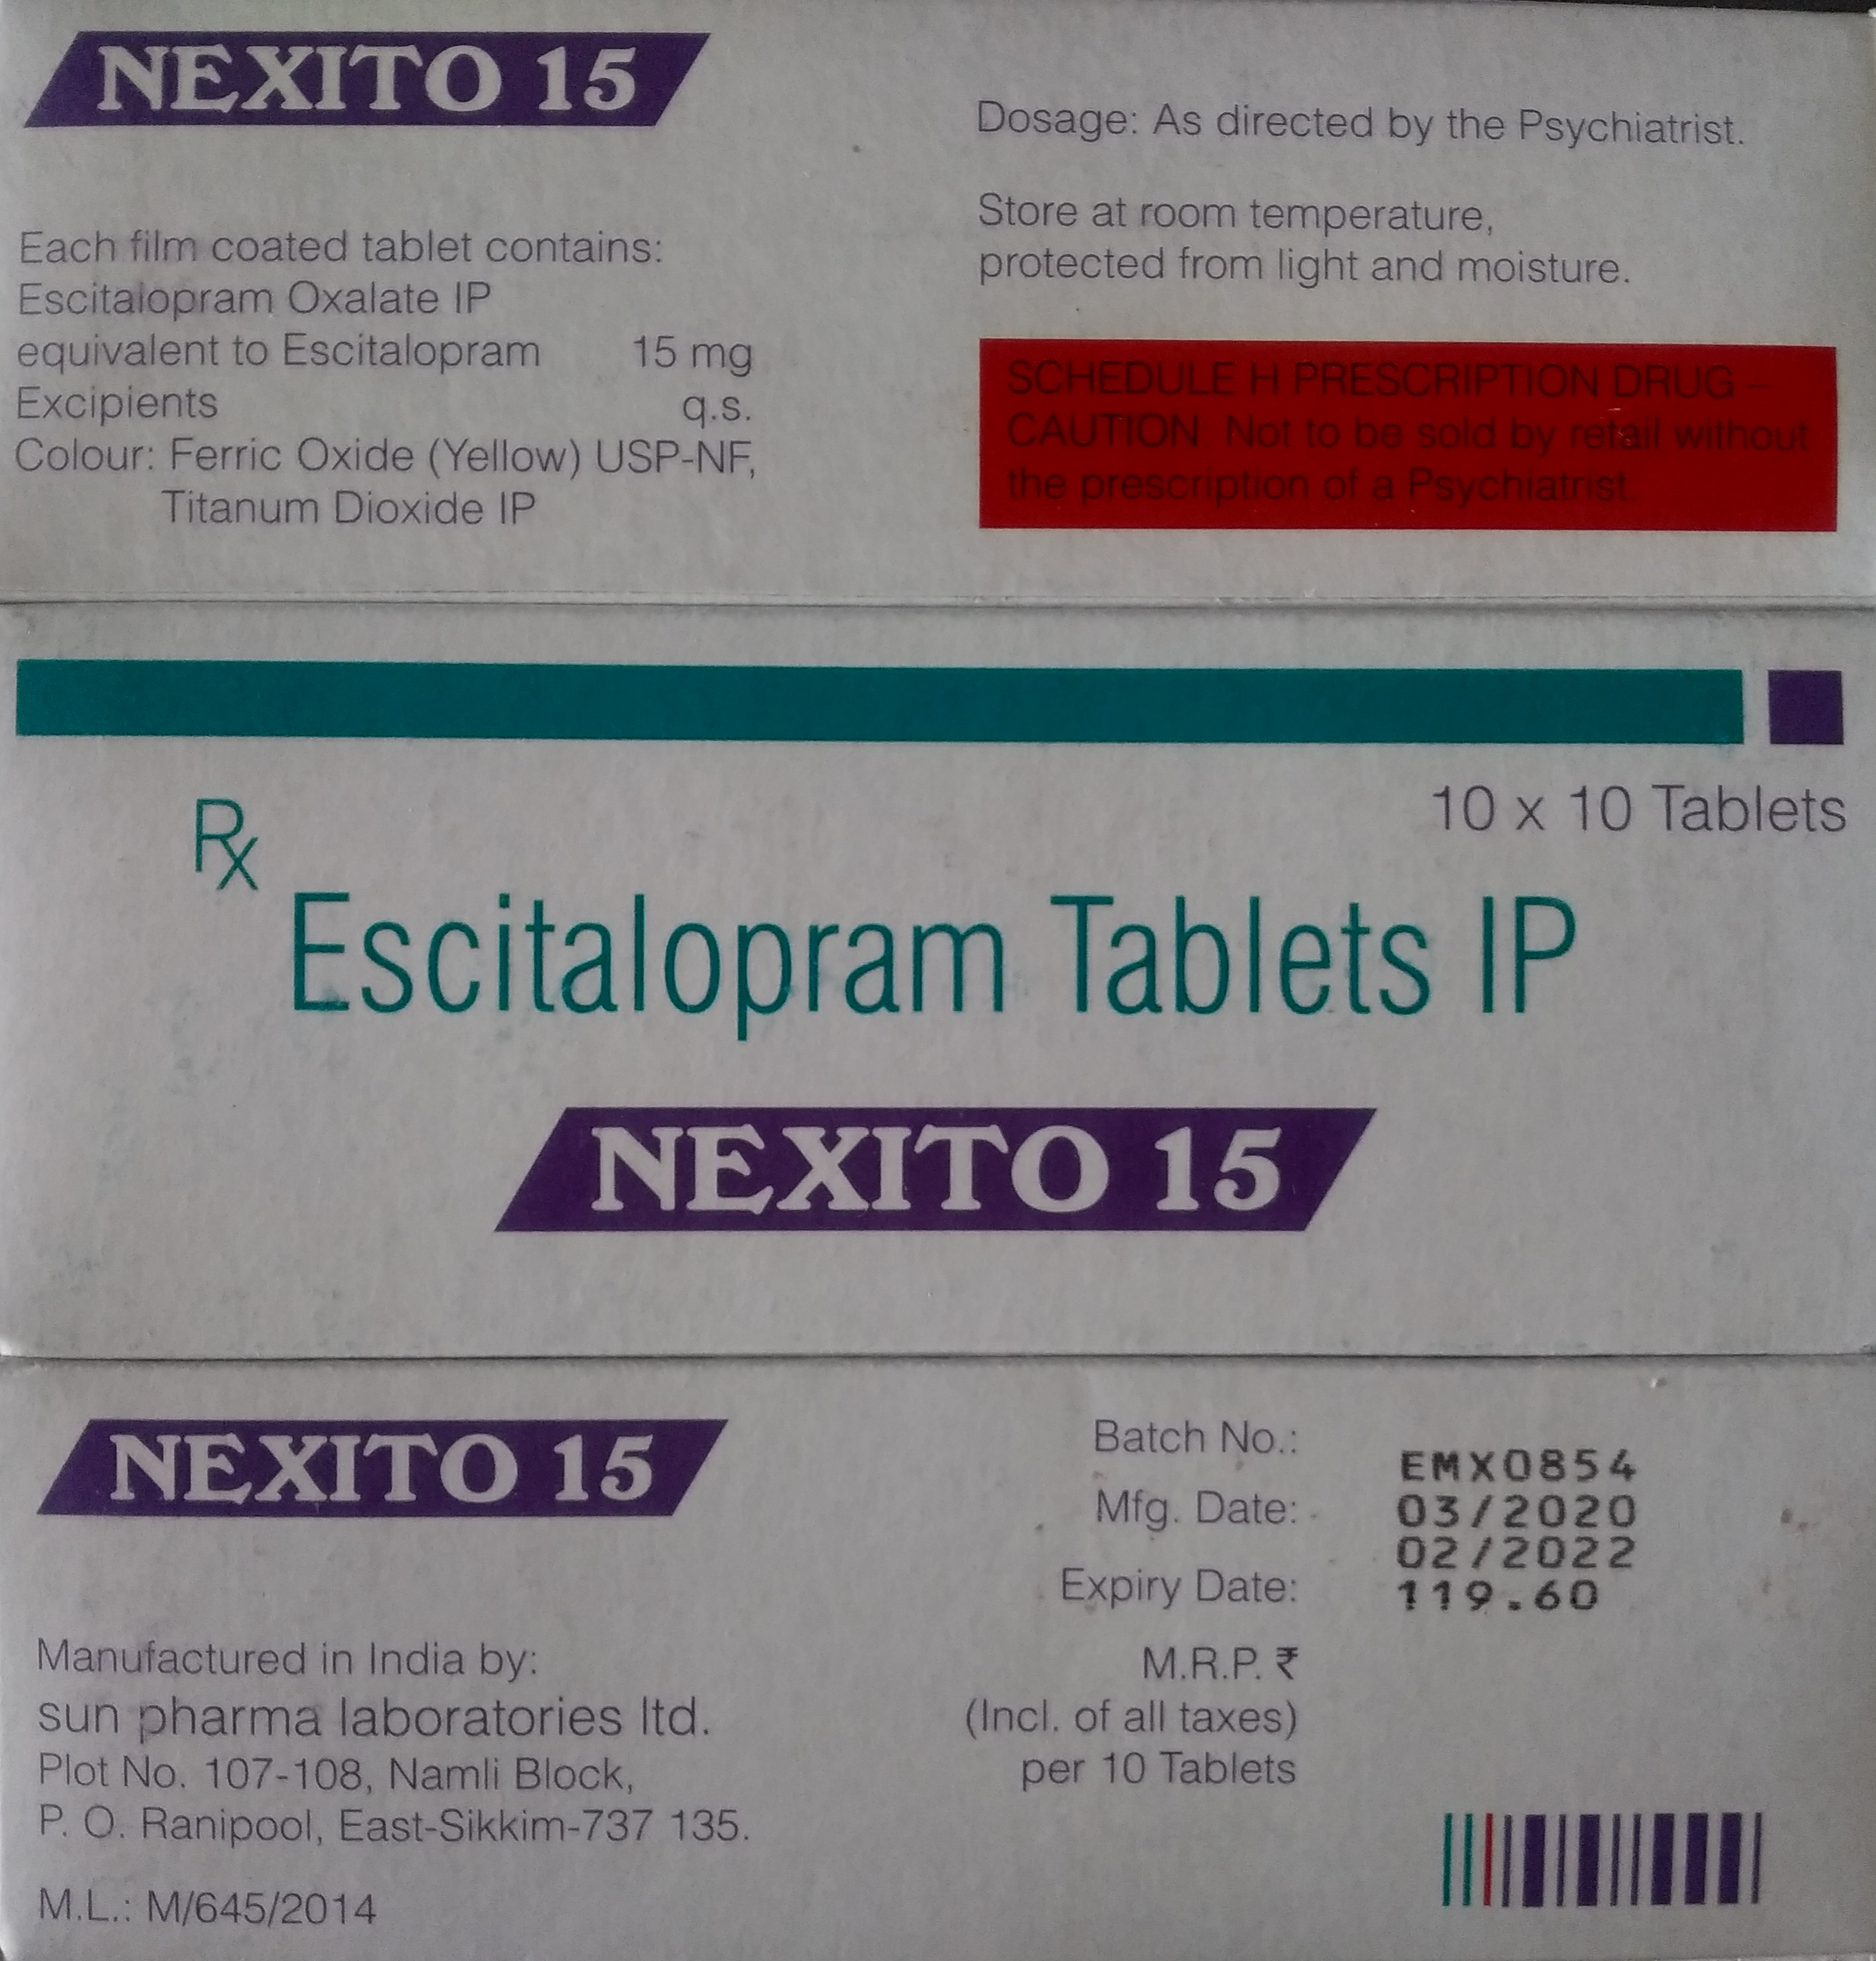 NEXITO 15
Each film coated tablet contains:
Escitalopram Oxalate IP
equivalent to Escitalopram 15 mg
Excipients q.s.
Colour: Ferric Oxide (Yellow) USP-NF,
Titanum Dioxide IP
Dosage: As directed by the Psychiatrist.
Store at room temperature,
protected from light and moisture.
SCHEDULE H PRESCRIPTION DRUG –
CAUTION: Not to be sold by retail without
the prescription of a Psychiatrist.
10 x 10 Tablets
Rx
Escitalopram Tablets IP
NEXITO 15
NEXITO 15
Manufactured in India by:
sun pharma laboratories ltd.
Plot No. 107-108, Namli Block,
P. O. Ranipool, East-Sikkim-737 135.
M.L.: M/645/2014
Batch No.: EMX0854
Mfg. Date: 03/2020
Expiry Date: 02/2022
M.R.P. ₹ 119.60
(Incl. of all taxes)
per 10 Tablets